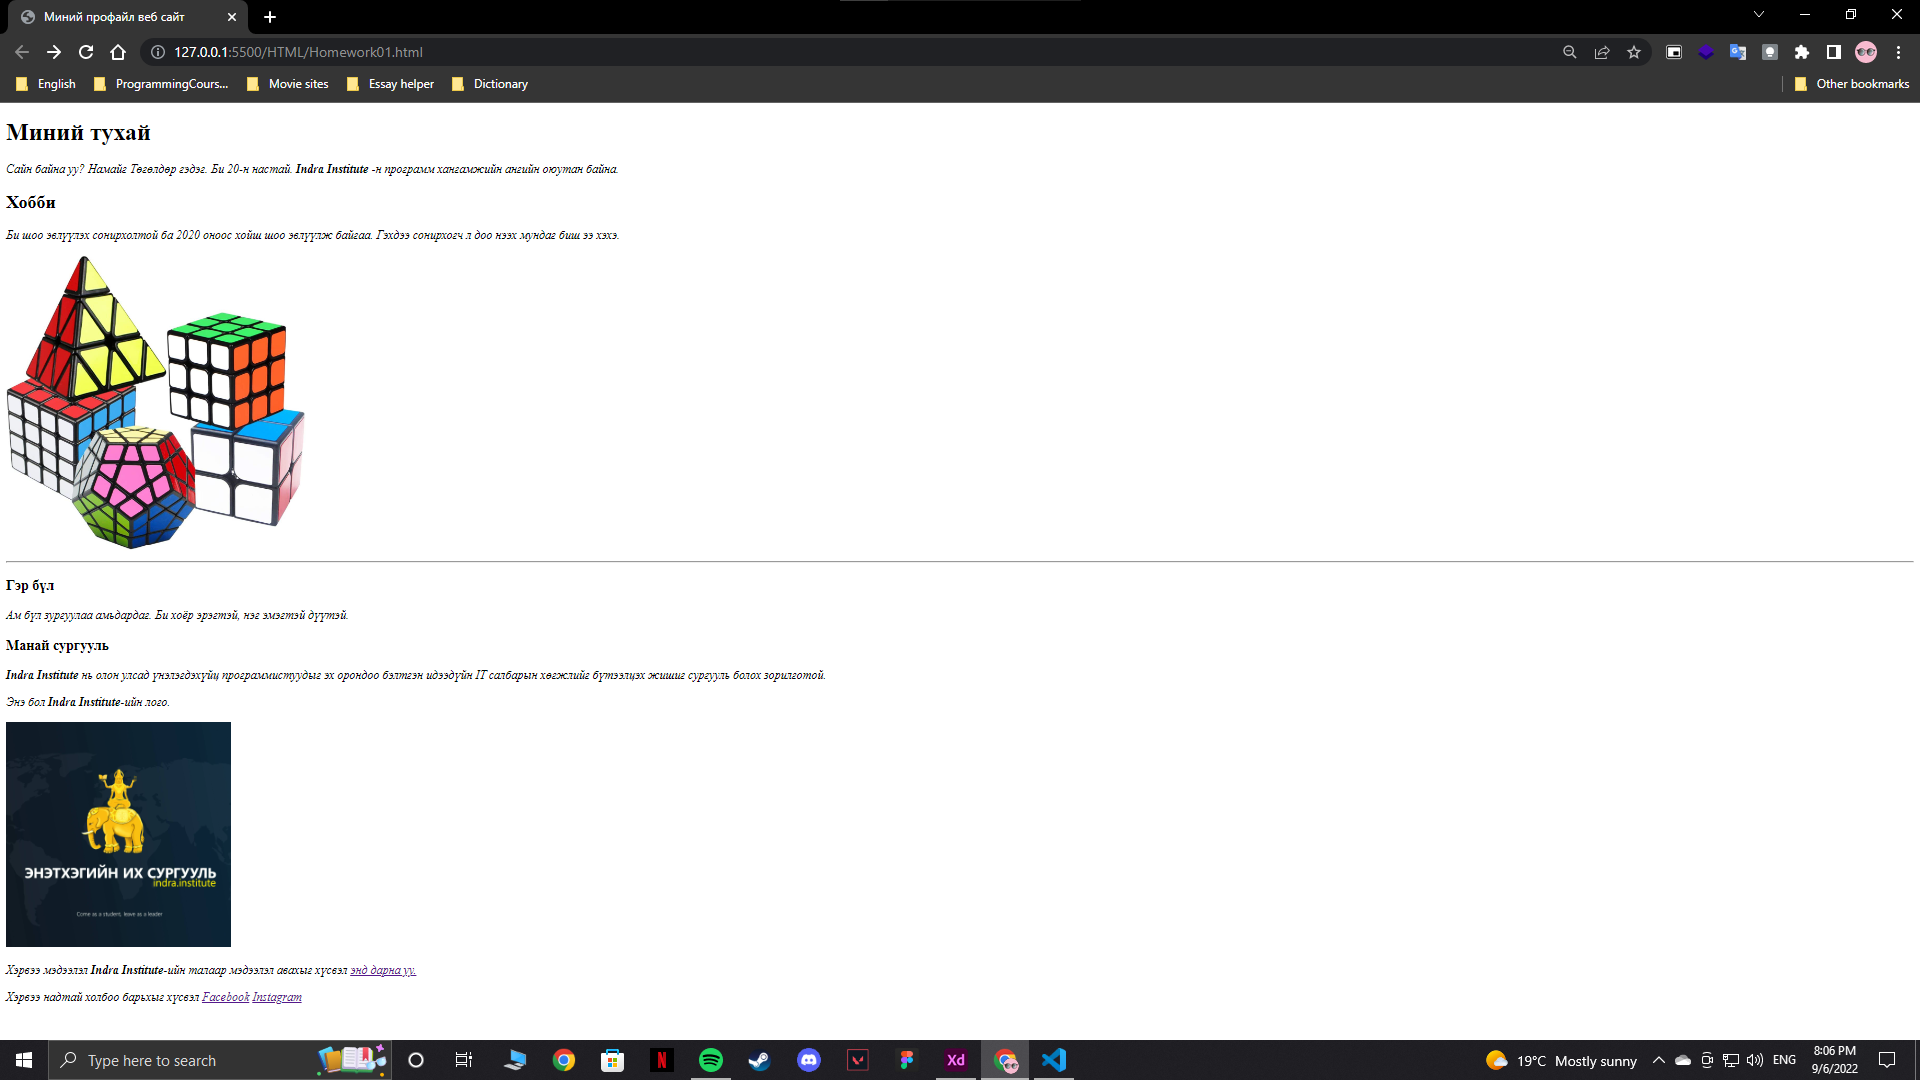 Миний профайл веб сайт
127.0.0.1:5500/HTML/Homework01.html
English ProgrammingCours... Movie sites Essay helper Dictionary Other bookmarks
Миний тухай
Сайн байна уу? Намайг Төгөлдөр гэдэг. Би 20-н настай. Indra Institute -н программ хангамжийн ангийн оюутан байна.
Хобби
Би шоо эвлүүлэх сонирхолтой ба 2020 оноос хойш шоо эвлүүлж байгаа. Гэхдээ сонирхогч л доо нээх мундаг биш ээ хэхэ.
Гэр бүл
Ам бүл зургуулаа амьдардаг. Би хоёр эрэгтэй, нэг эмэгтэй дүүтэй.
Манай сургууль
Indra Institute нь олон улсад үнэлэгдэхүйц программистуудыг эх орондоо бэлтгэн идээдүйн IT салбарын хөгжлийг бүтээлцэх жишиг сургууль болох зорилготой.
Энэ бол Indra Institute-ийн лого.
ЭНЭТХЭГИЙН ИХ СУРГУУЛЬ
indra.institute
Come as a student, leave as a leader
Хэрвээ мэдээлэл Indra Institute-ийн талаар мэдээлэл авахыг хүсвэл энд дарна уу.
Хэрвээ надтай холбоо барьхыг хүсвэл Facebook Instagram
Type here to search
N
Xd
19°C Mostly sunny
ENG
8:06 PM
9/6/2022